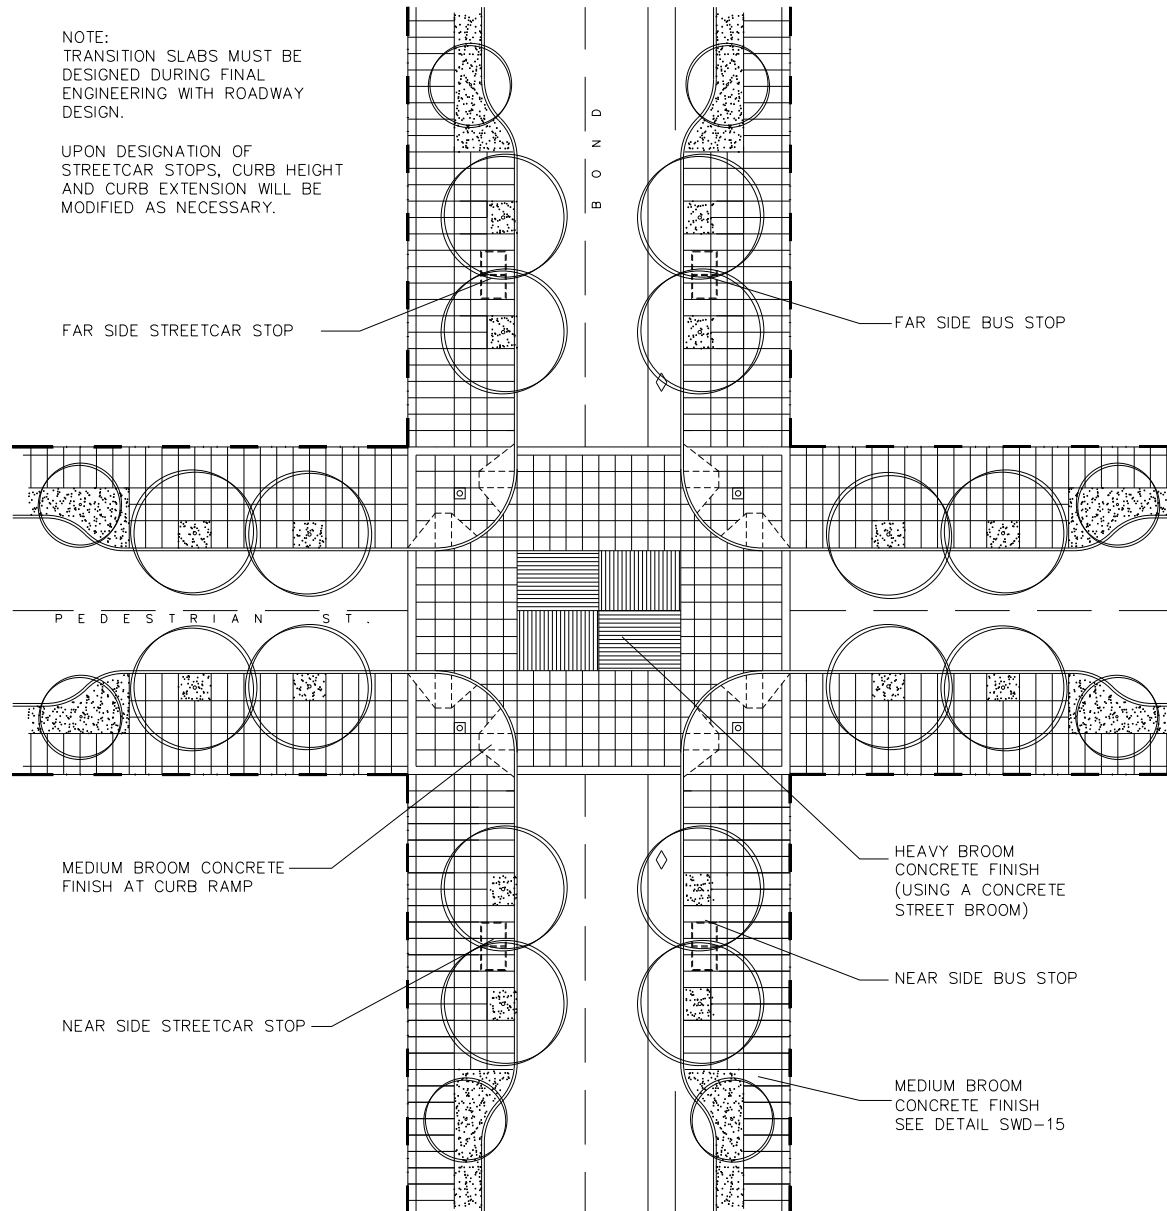 NOTE:
TRANSITION SLABS MUST BE
DESIGNED DURING FINAL
ENGINEERING WITH ROADWAY
DESIGN.
UPON DESIGNATION OF
STREETCAR STOPS, CURB HEIGHT
AND CURB EXTENSION WILL BE
MODIFIED AS NECESSARY.
BOND
FAR SIDE STREETCAR STOP
FAR SIDE BUS STOP
PEDESTRIAN ST.
MEDIUM BROOM CONCRETE
FINISH AT CURB RAMP
HEAVY BROOM
CONCRETE FINISH
(USING A CONCRETE
STREET BROOM)
NEAR SIDE BUS STOP
NEAR SIDE STREETCAR STOP
MEDIUM BROOM
CONCRETE FINISH
SEE DETAIL SWD-15